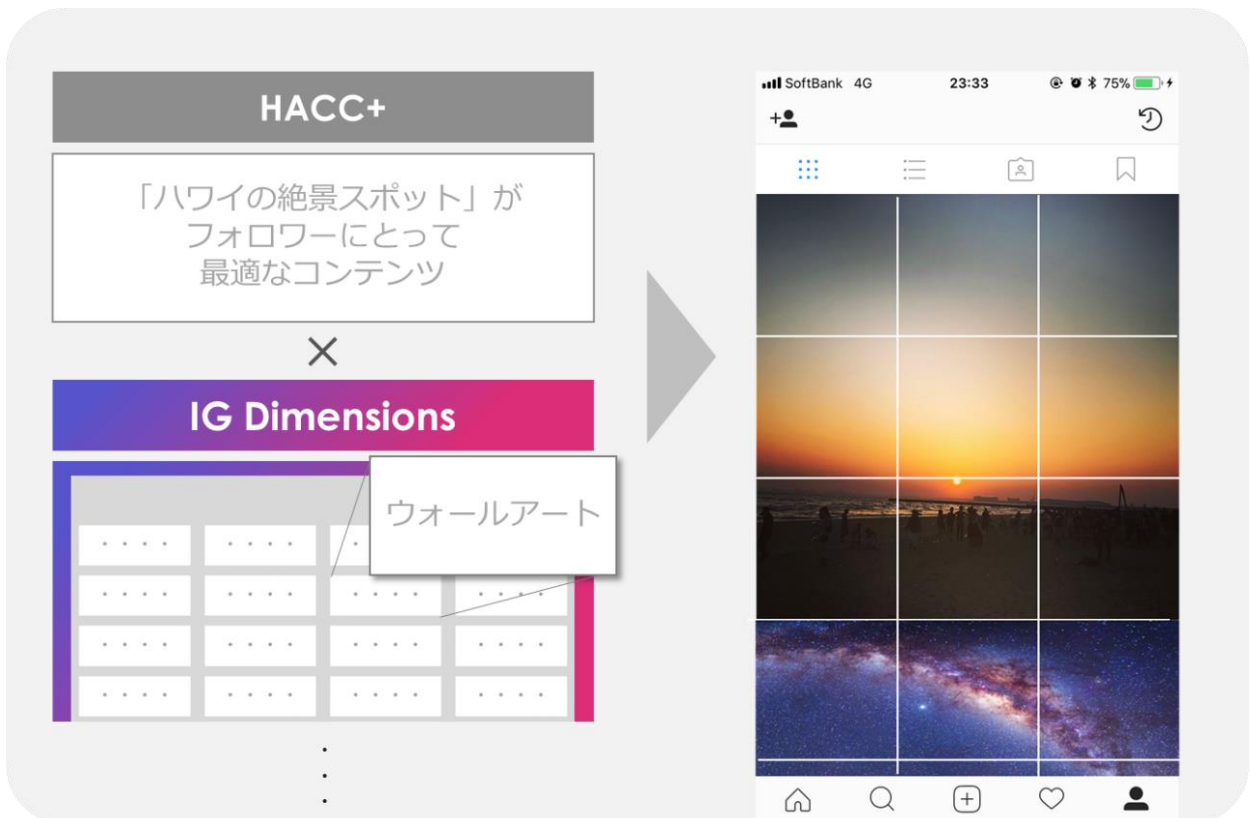 HACC+
「ハワイの絶景スポット」が
フォロワーにとって
最適なコンテンツ
×
IG Dimensions
ウォールアート
SoftBank 4G 23:33 75%